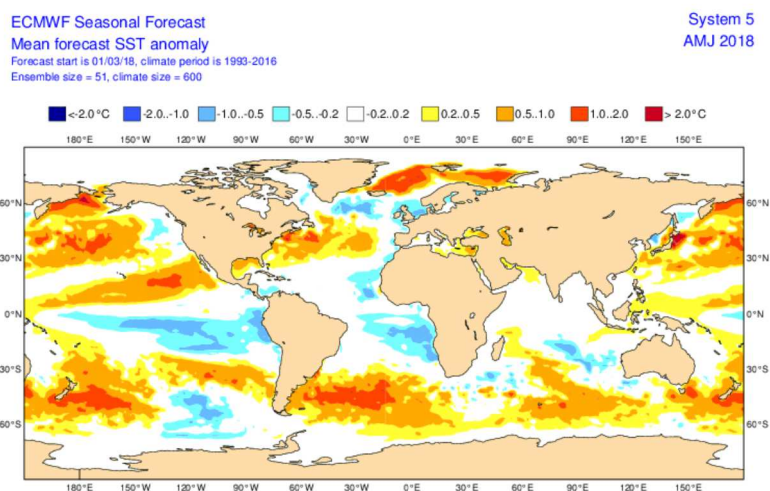 ECMWF Seasonal Forecast
System 5
Mean forecast SST anomaly
AMJ 2018
Forecast start is 01/03/18, climate period is 1993-2016
Ensemble size = 51, climate size = 600
<-2.0°C -2.0..-1.0 -1.0..-0.5 -0.5..-0.2 -0.2..0.2 0.2..0.5 0.5..1.0 1.0..2.0 > 2.0°C
180°E 150°W 120°W 90°W 60°W 30°W 0°E 30°E 60°E 90°E 120°E 150°E
60°N 60°N
30°N 30°N
0°N 0°N
30°S 30°S
60°S 60°S
180°E 150°W 120°W 90°W 60°W 30°W 0°E 30°E 60°E 90°E 120°E 150°E